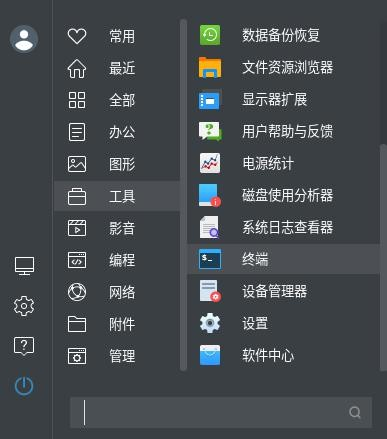 常用
最近
全部
办公
图形
工具
影音
编程
网络
附件
管理
数据备份恢复
文件资源浏览器
显示器扩展
用户帮助与反馈
电源统计
磁盘使用分析器
系统日志查看器
终端
设备管理器
设置
软件中心